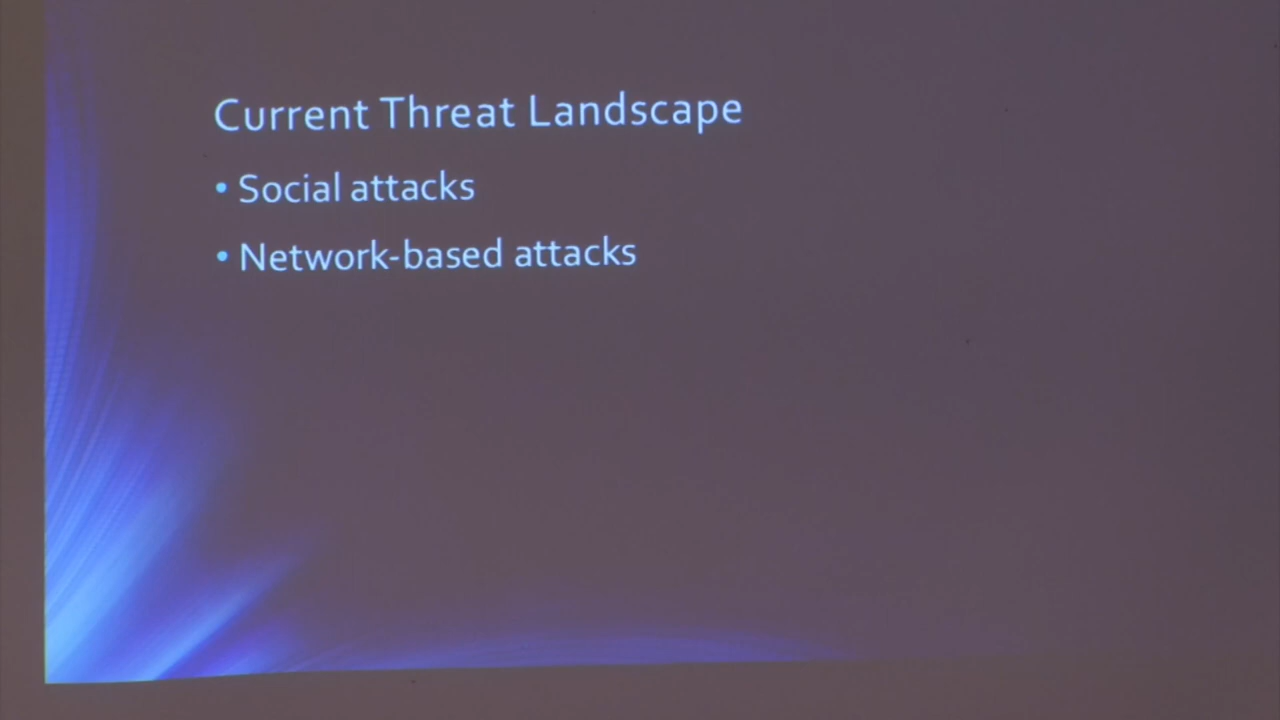 Current Threat Landscape
• Social attacks
• Network-based attacks